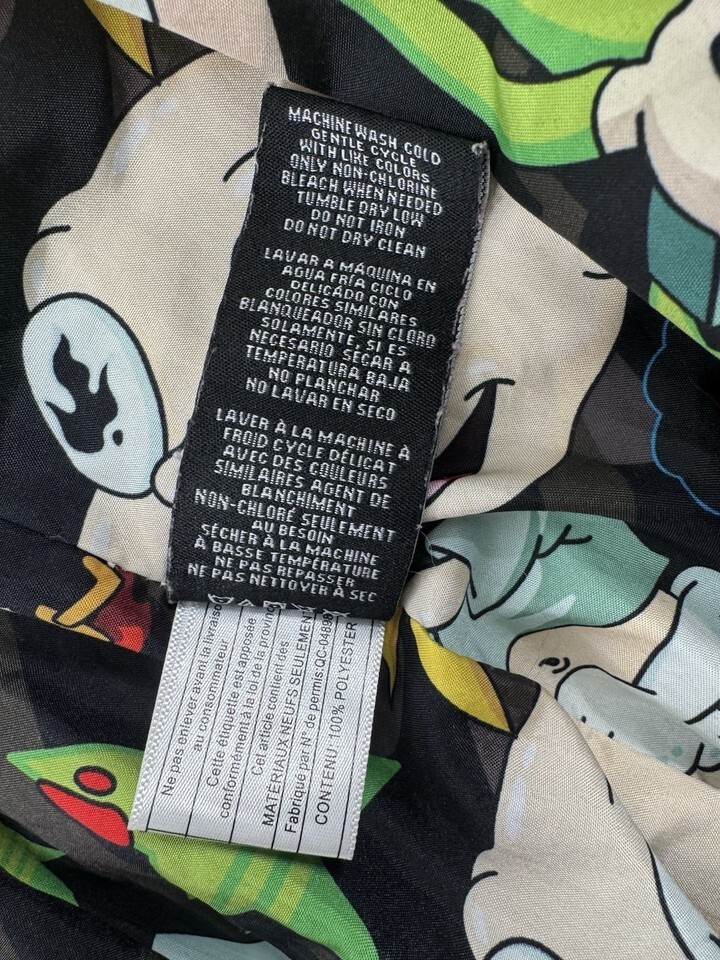 MACHINE WASH COLD
GENTLE CYCLE
WITH LIKE COLORS
ONLY NON-CHLORINE
BLEACH WHEN NEEDED
TUMBLE DRY LOW
DO NOT IRON
DO NOT DRY CLEAN
LAVAR A MÁQUINA EN
AGUA FRÍA CICLO
DELICADO CON
COLORES SIMILARES
BLANQUEADOR SIN CLORO
SOLAMENTE, SI ES
NECESARIO SÉCAR A
TEMPERATURA BAJA
NO PLANCHAR
NO LAVAR EN SECO
LAVER À LA MACHINE À
FROID CYCLE DÉLICAT
AVEC DES COULEURS
SIMILAIRES AGENT DE
BLANCHIMENT
NON-CHLORÉ SEULEMENT
AU BESOIN
SÉCHER À LA MACHINE
À BASSE TEMPÉRATURE
NE PAS REPASSER
NE PAS NETTOYER À SEC
Ne pas enlever avant la livraison
au consommateur
Cette étiquette est apposée
conformément à la loi de la province
Cet article contient des
MATERIAUX NEUFS SEULEMENT
Fabriqué par N° de permis:QC-048
CONTENU: 100% POLYESTER